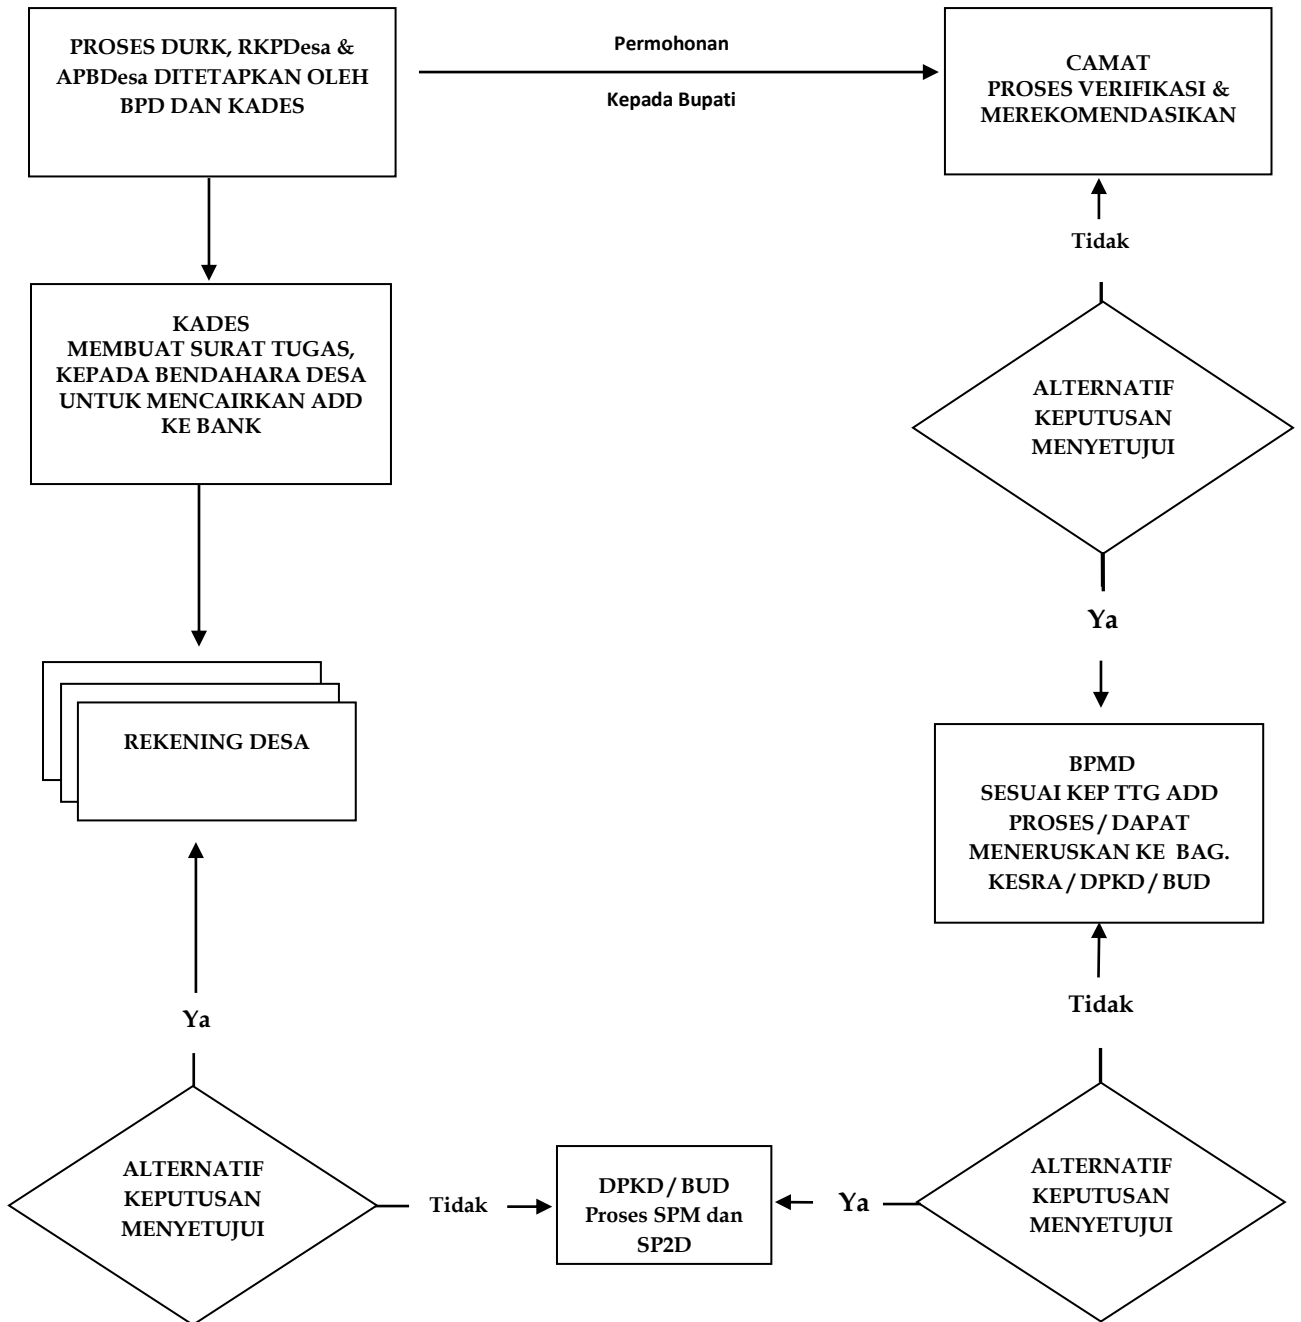 PROSES DURK, RKPDesa &
APBDesa DITETAPKAN OLEH
BPD DAN KADES
Permohonan
Kepada Bupati
CAMAT
PROSES VERIFIKASI &
MEREKOMENDASIKAN
Tidak
KADES
MEMBUAT SURAT TUGAS,
KEPADA BENDAHARA DESA
UNTUK MENCAIRKAN ADD
KE BANK
ALTERNATIF
KEPUTUSAN
MENYETUJUI
Ya
REKENING DESA
BPMD
SESUAI KEP TTG ADD
PROSES / DAPAT
MENERUSKAN KE BAG.
KESRA / DPKD / BUD
Ya
Tidak
ALTERNATIF
KEPUTUSAN
MENYETUJUI
Tidak
DPKD / BUD
Proses SPM dan
SP2D
Ya
ALTERNATIF
KEPUTUSAN
MENYETUJUI